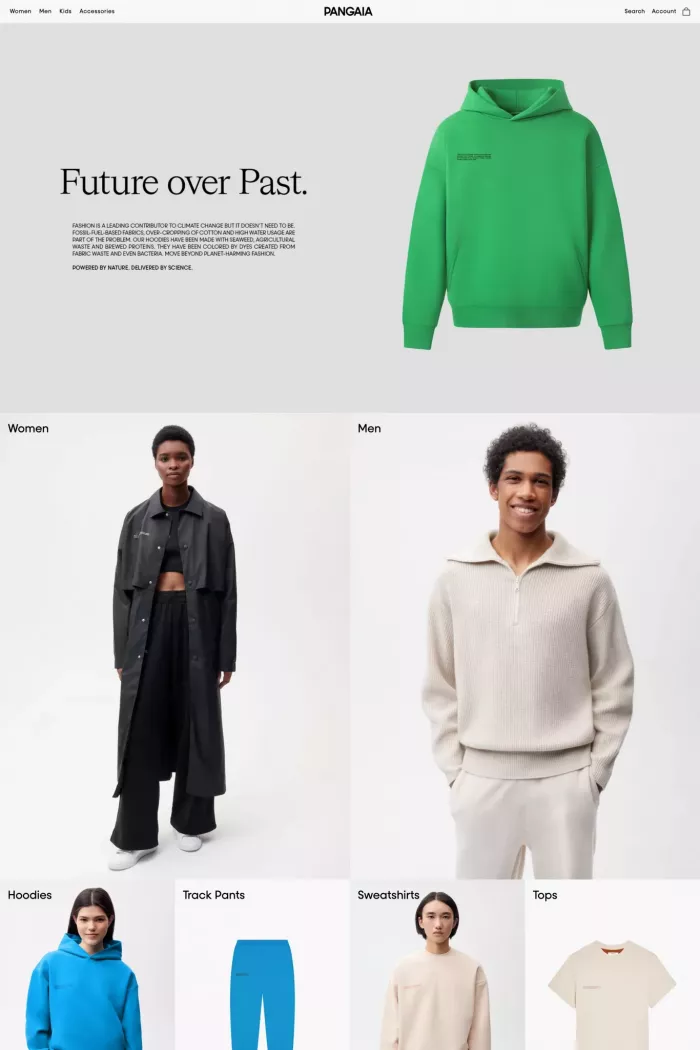 Women Men Kids Accessories
PANGAIA
Search Account
Future over Past.
FASHION IS A LEADING CONTRIBUTOR TO CLIMATE CHANGE BUT IT DOESN'T NEED TO BE.
FOSSIL-FUEL-BASED FABRICS, OVER-CROPPING OF COTTON AND HIGH WATER USAGE ARE
PART OF THE PROBLEM. OUR HOODIES HAVE BEEN MADE WITH SEAWEED, AGRICULTURAL
WASTE AND BREWED PROTEINS. THEY HAVE BEEN COLORED BY DYES CREATED FROM
FABRIC WASTE AND EVEN BACTERIA. MOVE BEYOND PLANET-HARMING FASHION.
POWERED BY NATURE. DELIVERED BY SCIENCE.
Women
Men
Hoodies
Track Pants
Sweatshirts
Tops